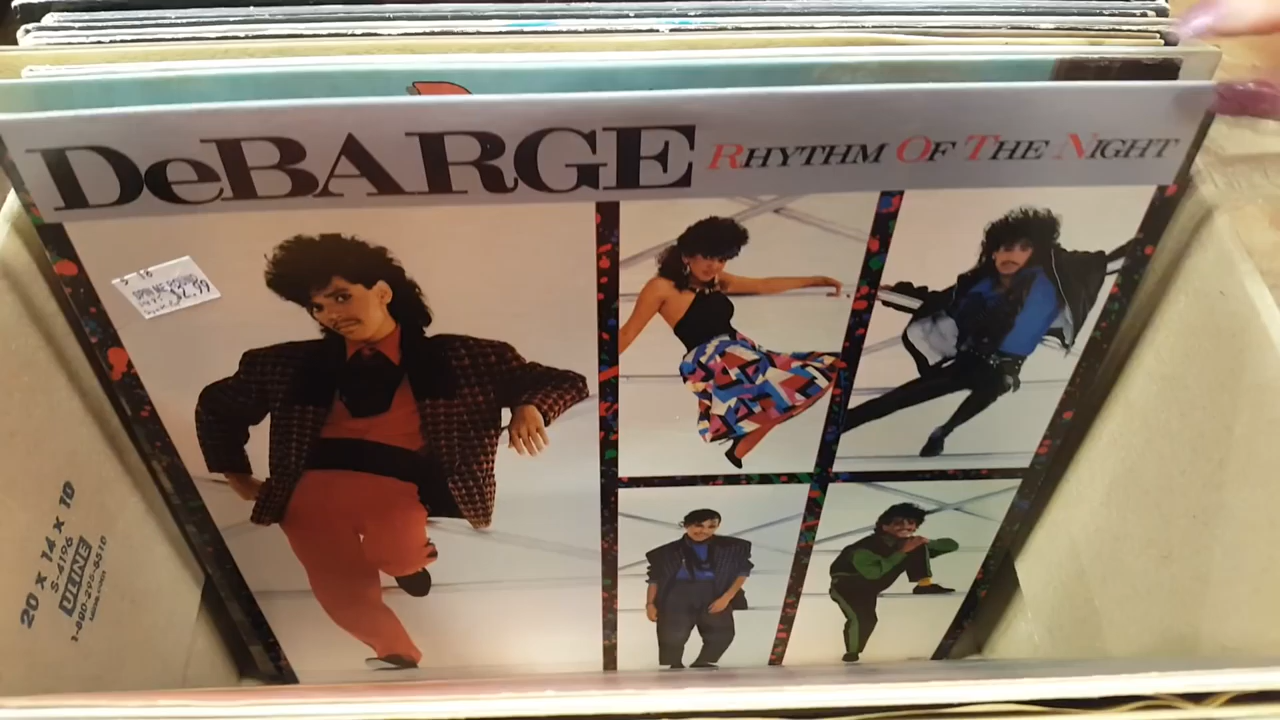 DeBARGE RHYTHM OF THE NIGHT
$2.99
20 X 14 X 10
S-4196
ULINE
1-800-295-5510